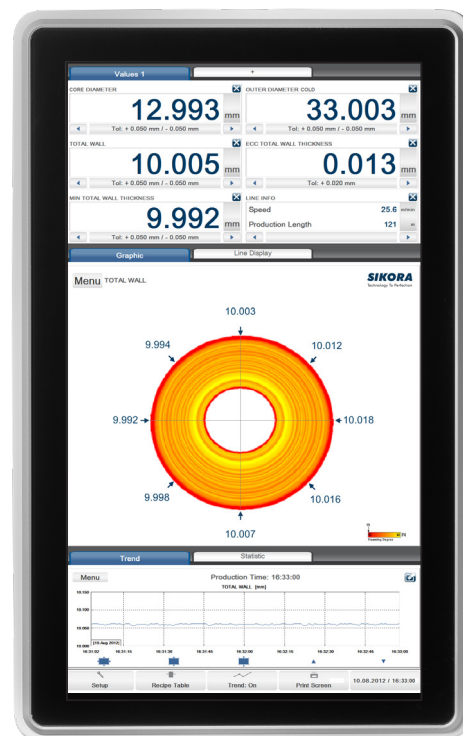 Values 1 +
CORE DIAMETER
12.993 mm
Tol: + 0.050 mm / - 0.050 mm
OUTER DIAMETER COLD
33.003 mm
Tol: + 0.050 mm / - 0.050 mm
TOTAL WALL
10.005 mm
Tol: + 0.050 mm / - 0.050 mm
ECC TOTAL WALL THICKNESS
0.013 mm
Tol: + 0.020 mm
MIN TOTAL WALL THICKNESS
9.992 mm
Tol: + 0.050 mm / - 0.050 mm
LINE INFO
Speed 25.6 m/min
Production Length 121 m
Graphic Line Display
Menu TOTAL WALL
SIKORA
Technology To Perfection
10.003
9.994 10.012
9.992 10.018
9.998 10.016
10.007
Trend Statistic
Menu Production Time: 16:33:00
TOTAL WALL [mm]
10.150
10.100
10.050
10.000
[10.Aug.2012]
16:31:02 16:31:15 16:31:30 16:31:45 16:32:00 16:32:15 16:32:30 16:32:45 16:33:00
Setup Recipe Table Trend: On Print Screen 10.08.2012 / 16:33:00